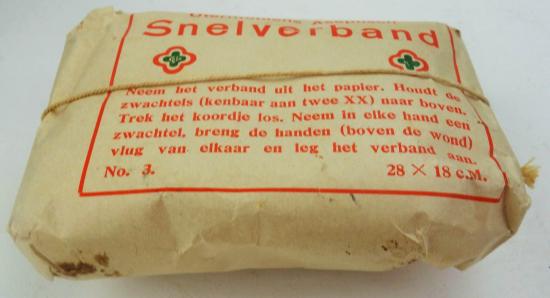 Utermöhlens Aseptisch
Snelverband
Neem het verband uit het papier. Houdt de
zwachtels (kenbaar aan twee XX) naar boven.
Trek het koordje los. Neem in elke hand een
zwachtel, breng de handen (boven de wond)
vlug van elkaar en leg het verband aan.
No. 3. 28 × 18 c.M.